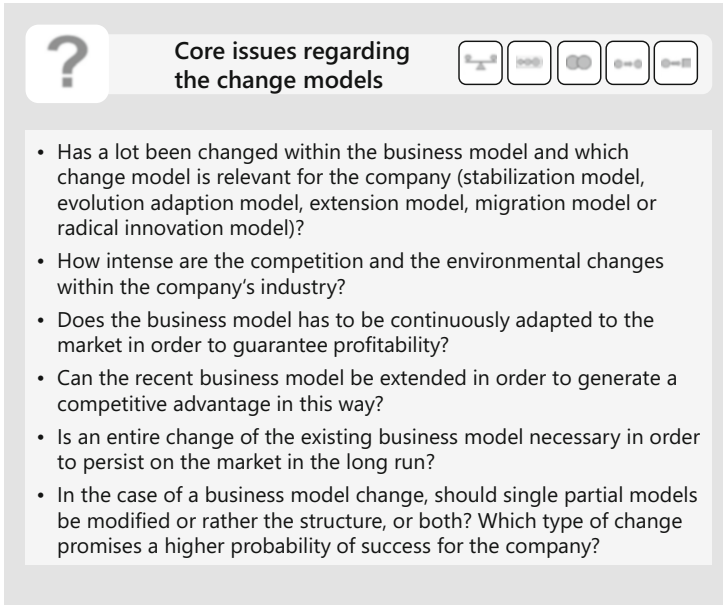 ?
Core issues regarding
the change models
• Has a lot been changed within the business model and which
change model is relevant for the company (stabilization model,
evolution adaption model, extension model, migration model or
radical innovation model)?
• How intense are the competition and the environmental changes
within the company's industry?
• Does the business model has to be continuously adapted to the
market in order to guarantee profitability?
• Can the recent business model be extended in order to generate a
competitive advantage in this way?
• Is an entire change of the existing business model necessary in order
to persist on the market in the long run?
• In the case of a business model change, should single partial models
be modified or rather the structure, or both? Which type of change
promises a higher probability of success for the company?